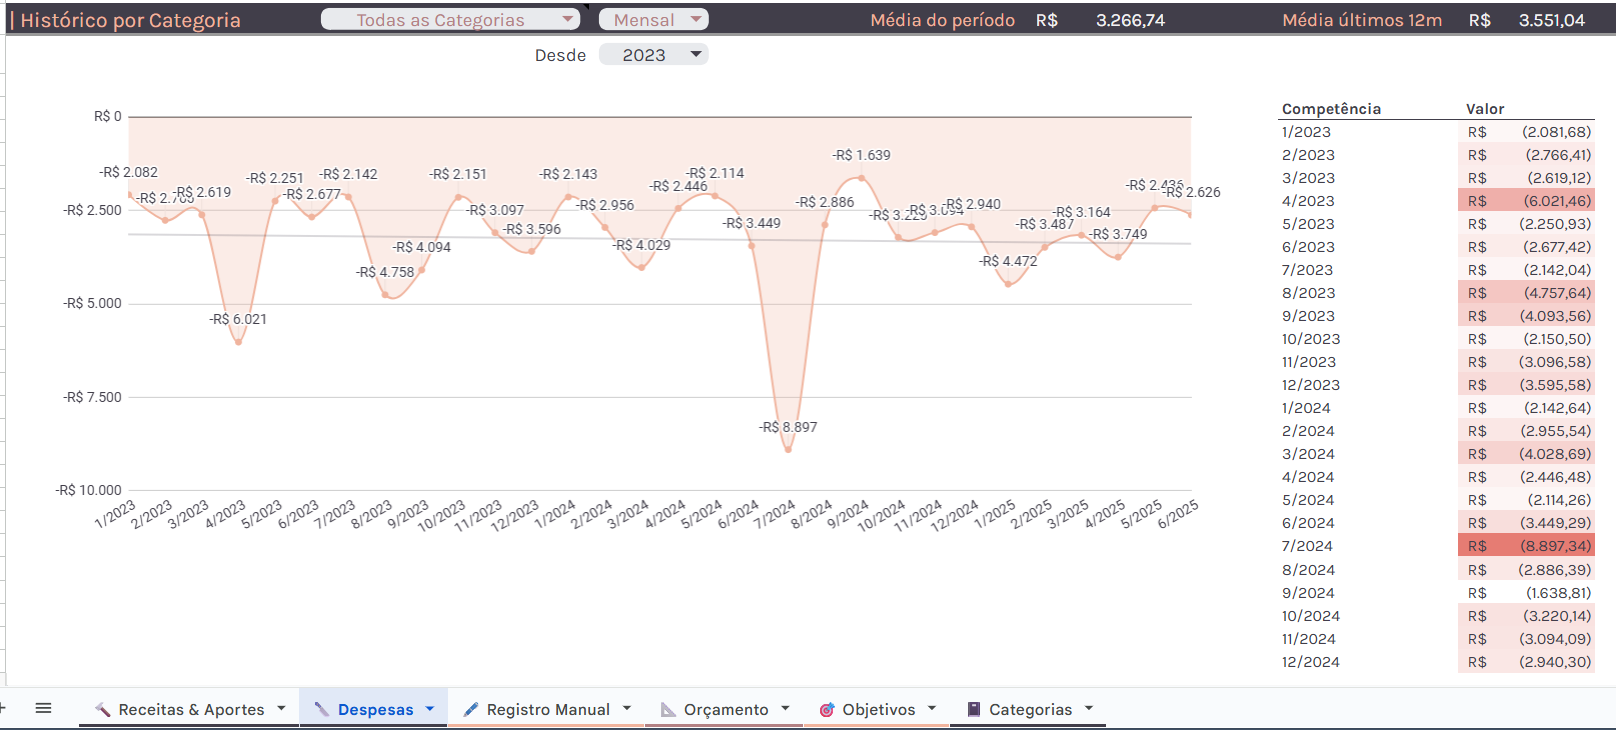 | Histórico por Categoria Todas as Categorias Mensal Média do período R$ 3.266,74 Média últimos 12m R$ 3.551,04
Desde 2023
R$ 0
-R$ 2.500
-R$ 5.000
-R$ 7.500
-R$ 10.000
-R$ 2.082
-R$ 2.619
-R$ 6.021
-R$ 2.251
-R$ 2.677
-R$ 2.142
-R$ 4.758
-R$ 4.094
-R$ 2.151
-R$ 3.097
-R$ 3.596
-R$ 2.143
-R$ 2.956
-R$ 4.029
-R$ 2.446
-R$ 2.114
-R$ 3.449
-R$ 8.897
-R$ 2.886
-R$ 1.639
-R$ 2.940
-R$ 4.472
-R$ 3.487
-R$ 3.164
-R$ 3.749
-R$ 2.626
1/2023 2/2023 3/2023 4/2023 5/2023 6/2023 7/2023 8/2023 9/2023 10/2023 11/2023 12/2023 1/2024 2/2024 3/2024 4/2024 5/2024 6/2024 7/2024 8/2024 9/2024 10/2024 11/2024 12/2024 1/2025 2/2025 3/2025 4/2025 5/2025 6/2025
Competência Valor
1/2023 R$ (2.081,68)
2/2023 R$ (2.766,41)
3/2023 R$ (2.619,12)
4/2023 R$ (6.021,46)
5/2023 R$ (2.250,93)
6/2023 R$ (2.677,42)
7/2023 R$ (2.142,04)
8/2023 R$ (4.757,64)
9/2023 R$ (4.093,56)
10/2023 R$ (2.150,50)
11/2023 R$ (3.096,58)
12/2023 R$ (3.595,58)
1/2024 R$ (2.142,64)
2/2024 R$ (2.955,54)
3/2024 R$ (4.028,69)
4/2024 R$ (2.446,48)
5/2024 R$ (2.114,26)
6/2024 R$ (3.449,29)
7/2024 R$ (8.897,34)
8/2024 R$ (2.886,39)
9/2024 R$ (1.638,81)
10/2024 R$ (3.220,14)
11/2024 R$ (3.094,09)
12/2024 R$ (2.940,30)
Receitas & Aportes Despesas Registro Manual Orçamento Objetivos Categorias